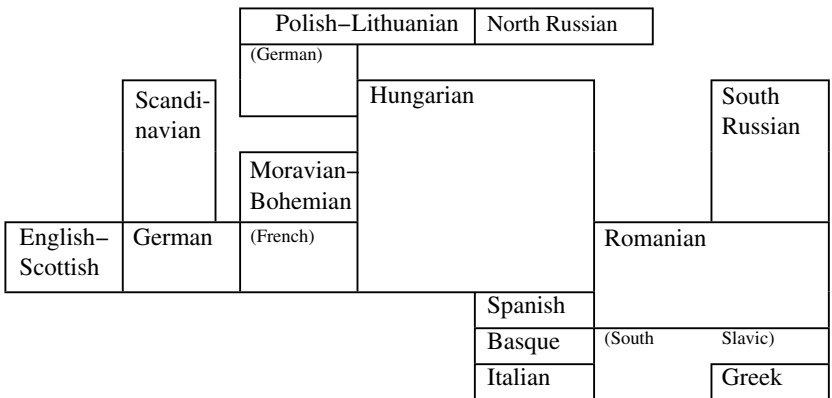 Polish–Lithuanian North Russian
(German)
Scandi- Hungarian South
navian Russian
Moravian–
Bohemian
English– German (French) Romanian
Scottish
Spanish
Basque (South Slavic)
Italian Greek